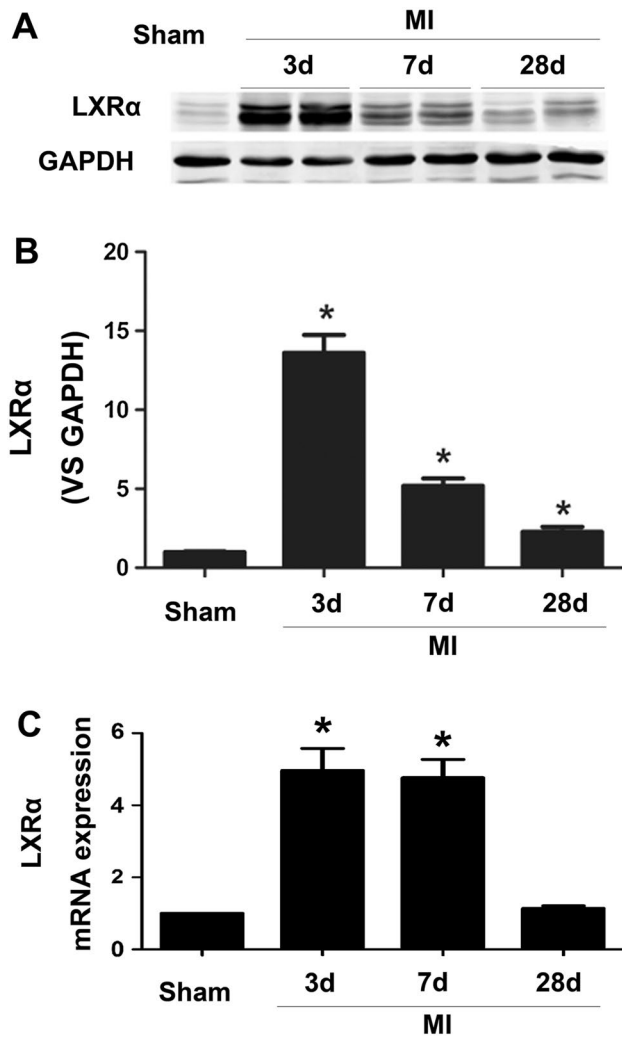 A
Sham
MI
3d
7d
28d
LXRα
GAPDH
B
LXRα
(VS GAPDH)
20
15
10
5
0
*
*
*
Sham
3d
7d
28d
MI
C
LXRα
mRNA expression
6
4
2
0
*
*
Sham
3d
7d
28d
MI